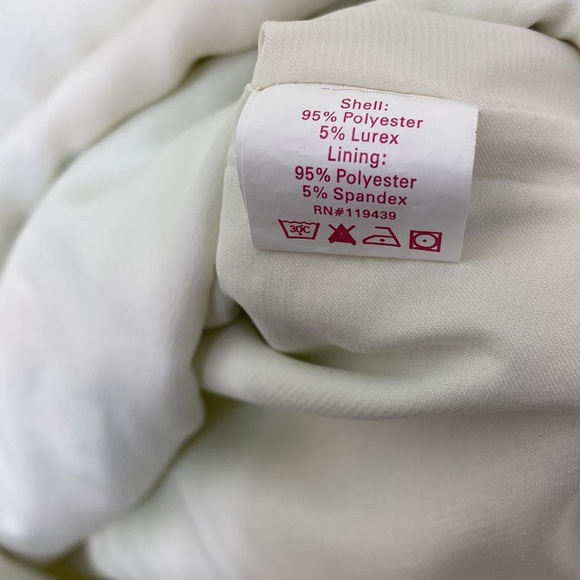 Shell:
95% Polyester
5% Lurex
Lining:
95% Polyester
5% Spandex
RN#119439
30°C